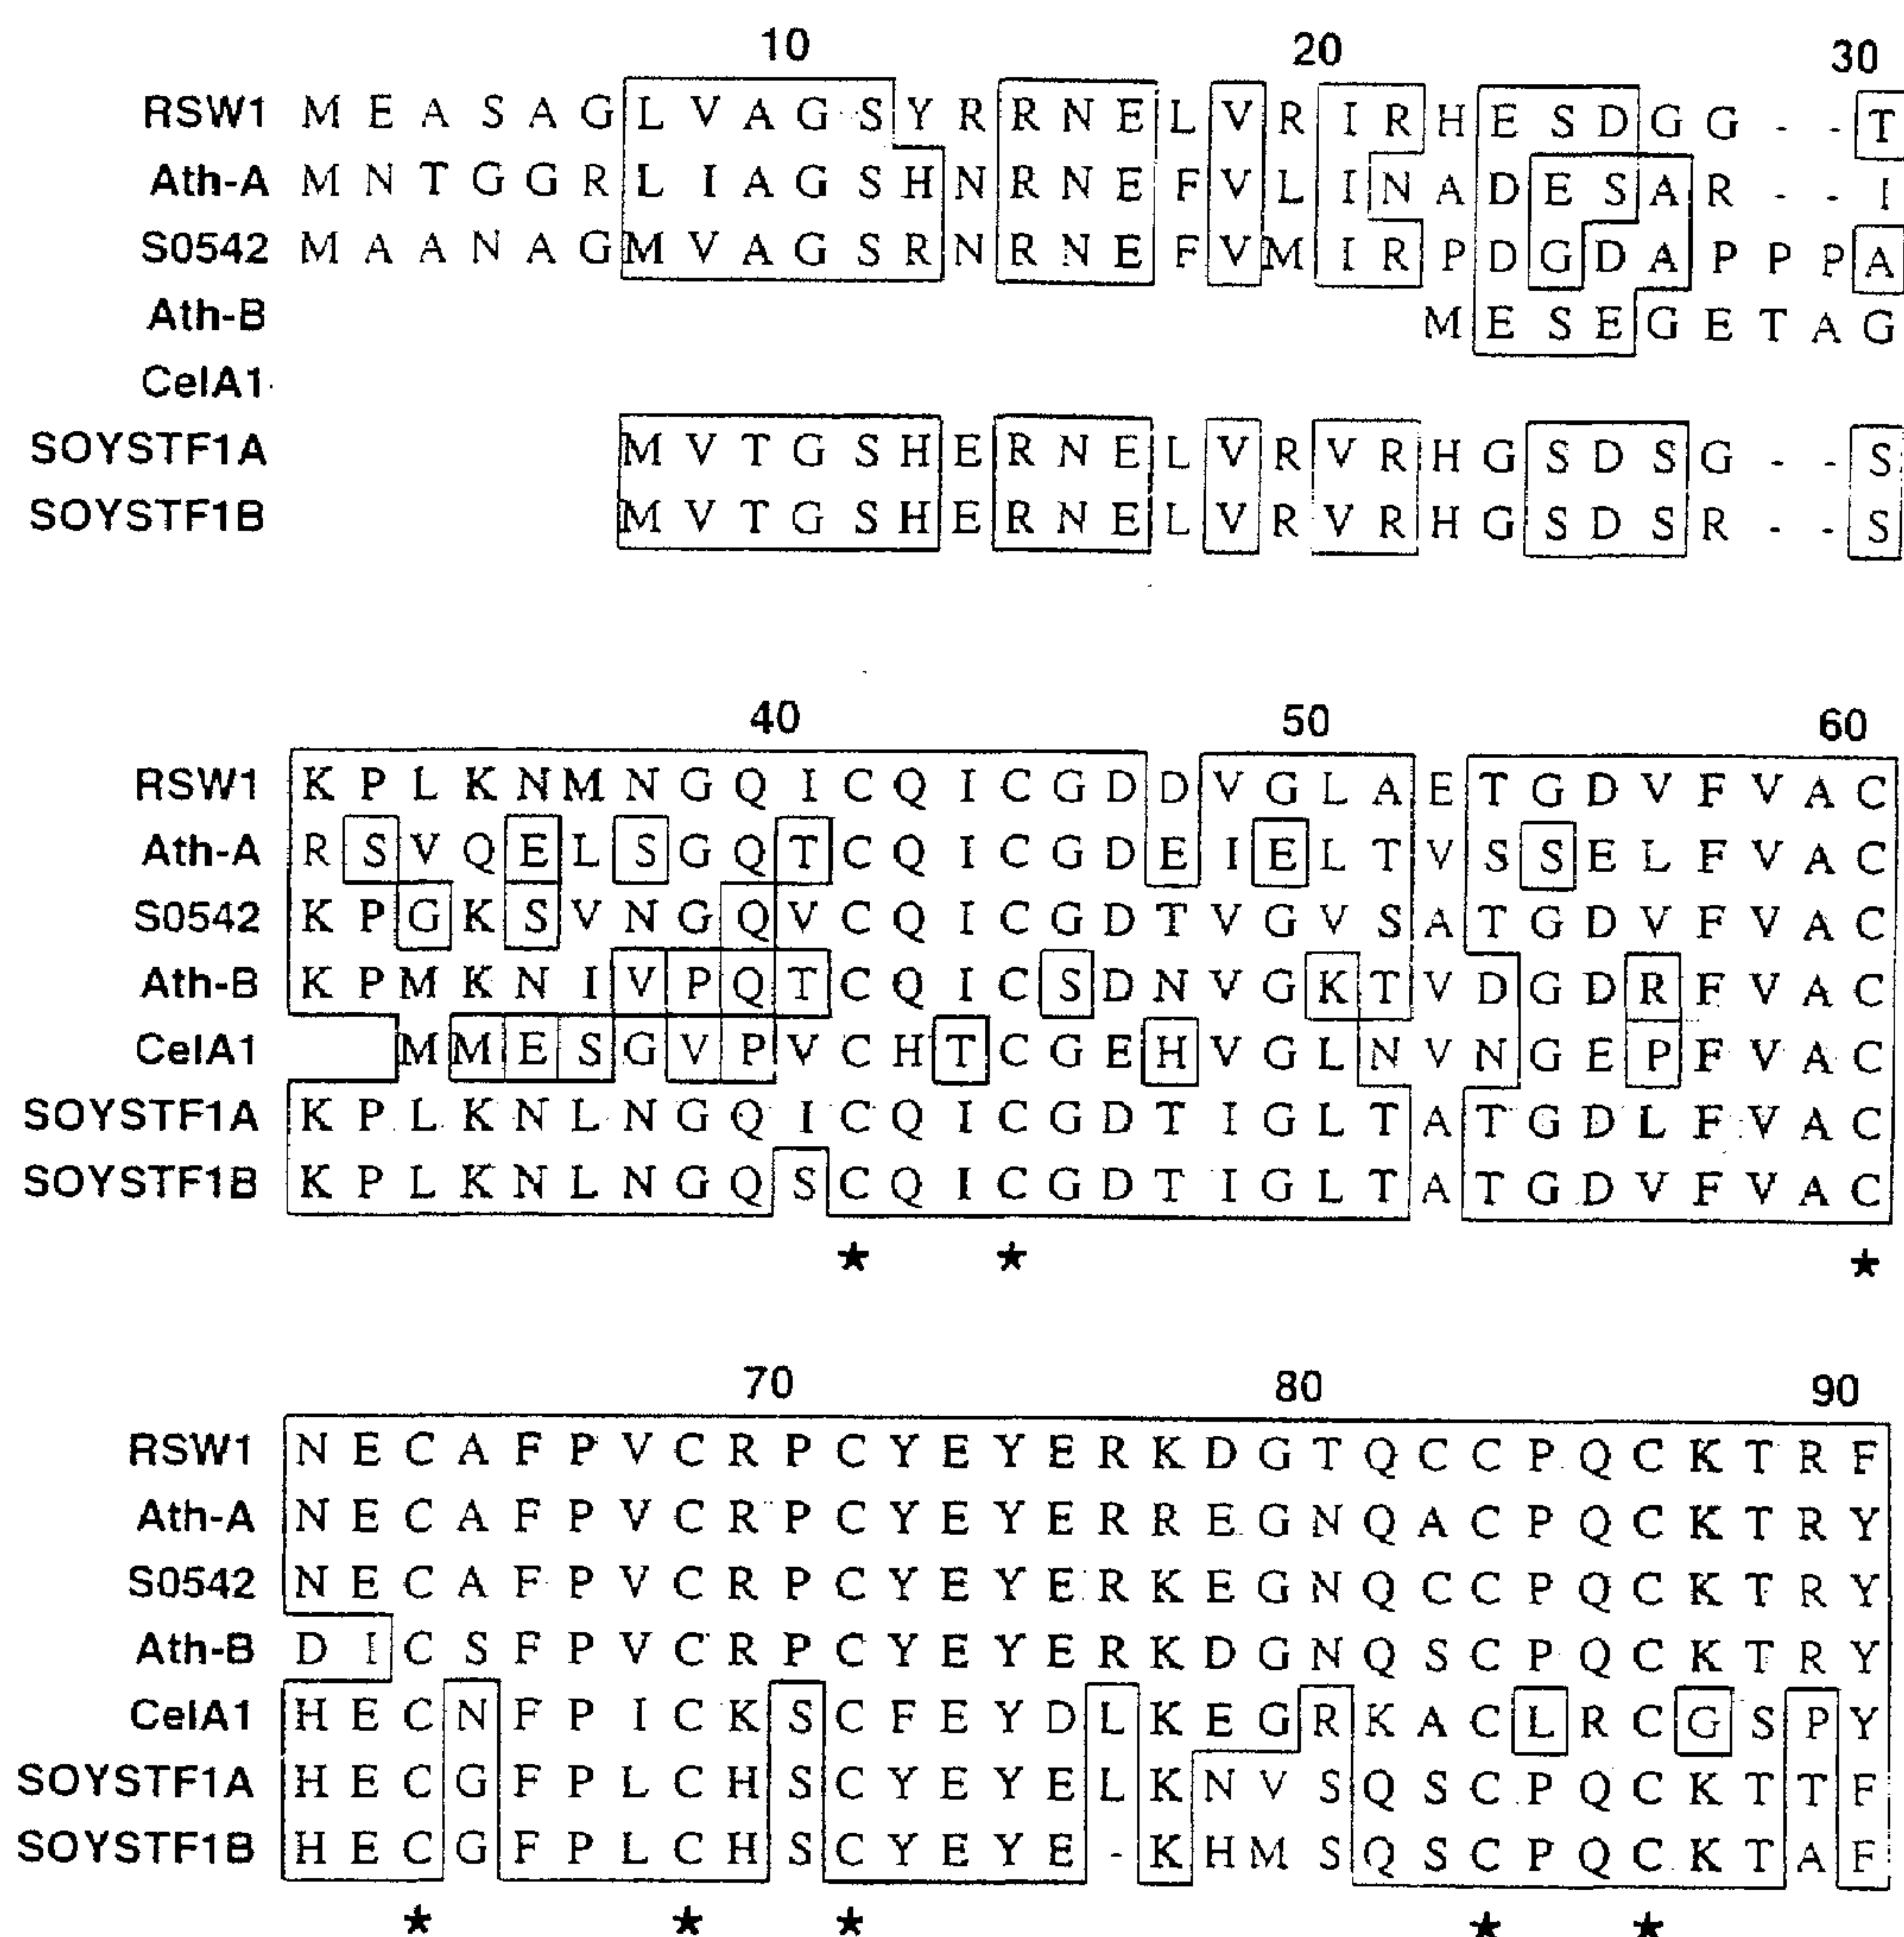 10 20 30
RSW1 M E A S A G L V A G S Y R R N E L V R I R H E S D G G - - T
Ath-A M N T G G R L I A G S H N R N E F V L I N A D E S A R - - I
S0542 M A A N A G M V A G S R N R N E F V M I R P D G D A P P P A
Ath-B M E S E G E T A G
CelA1
SOYSTF1A M V T G S H E R N E L V R V R H G S D S G - - S
SOYSTF1B M V T G S H E R N E L V R V R H G S D S R - - S
40 50 60
RSW1 K P L K N M N G Q I C Q I C G D D V G L A E T G D V F V A C
Ath-A R S V Q E L S G Q T C Q I C G D E I E L T V S S E L F V A C
S0542 K P G K S V N G Q V C Q I C G D T V G V S A T G D V F V A C
Ath-B K P M K N I V P Q T C Q I C S D N V G K T V D G D R F V A C
CelA1 M M E S G V P V C H T C G E H V G L N V N G E P F V A C
SOYSTF1A K P L K N L N G Q I C Q I C G D T I G L T A T G D L F V A C
SOYSTF1B K P L K N L N G Q S C Q I C G D T I G L T A T G D V F V A C
★ ★ ★
70 80 90
RSW1 N E C A F P V C R P C Y E Y E R K D G T Q C C P Q C K T R F
Ath-A N E C A F P V C R P C Y E Y E R R E G N Q A C P Q C K T R Y
S0542 N E C A F P V C R P C Y E Y E R K E G N Q C C P Q C K T R Y
Ath-B D I C S F P V C R P C Y E Y E R K D G N Q S C P Q C K T R Y
CelA1 H E C N F P I C K S C F E Y D L K E G R K A C L R C G S P Y
SOYSTF1A H E C G F P L C H S C Y E Y E L K N V S Q S C P Q C K T T F
SOYSTF1B H E C G F P L C H S C Y E Y E - K H M S Q S C P Q C K T A F
★ ★ ★ ★ ★